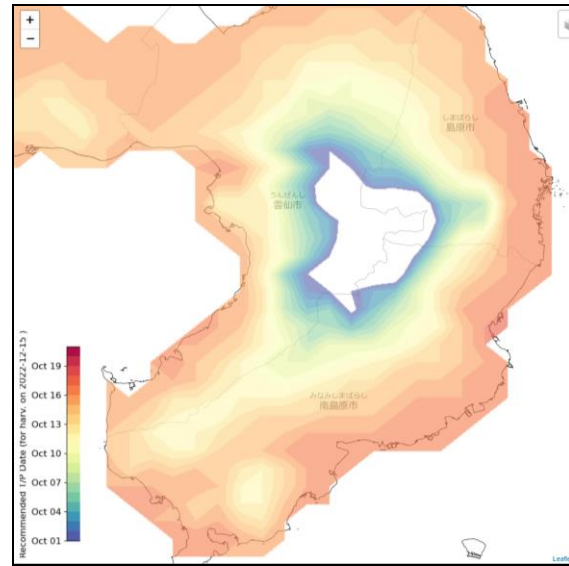 +
−
しまばらし
島原市
うんぜんし
雲仙市
みなみしまばらし
南島原市
Recommended T/P Date (for harv. on 2022-12-15 )
Oct 19
Oct 16
Oct 13
Oct 10
Oct 07
Oct 04
Oct 01
Leafle